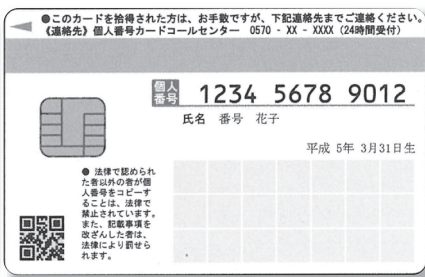 ●このカードを拾得された方は、お手数ですが、下記連絡先までご連絡ください。
《連絡先》個人番号カードコールセンター　0570 - XX - XXXX（24時間受付）
個人番号 1234 5678 9012
氏名　番号　花子
平成 5年 3月31日生
● 法律で認められ
た者以外の者が個
人番号をコピーす
ることは、法律で
禁止されています。
また、記載事項を
改ざんした者は、
法律により罰せら
れます。